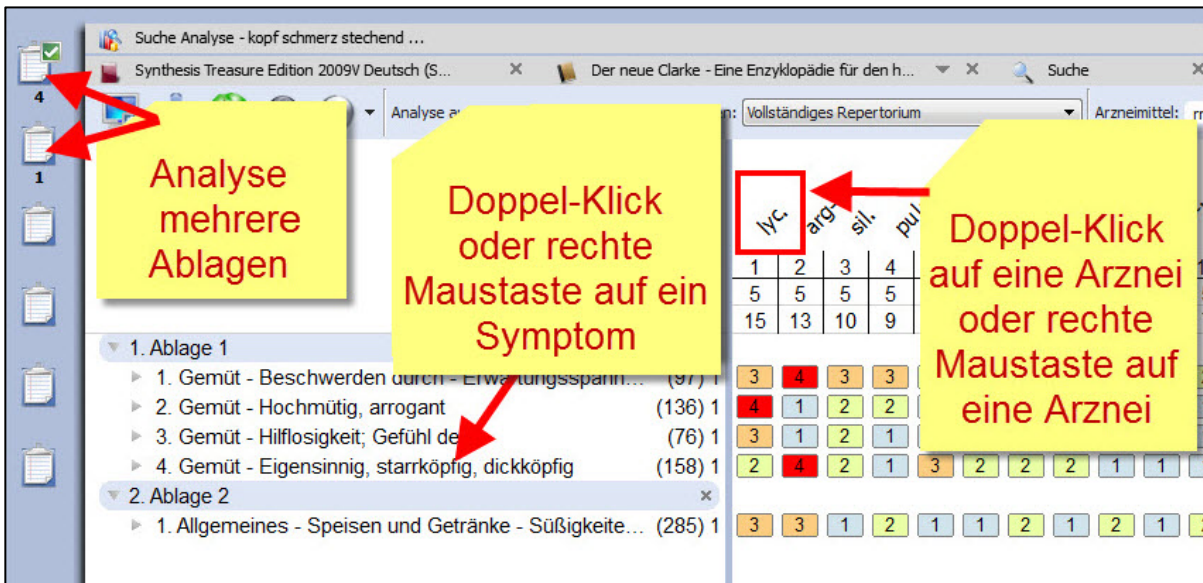 Suche Analyse - kopf schmerz stechend ...
Synthesis Treasure Edition 2009V Deutsch (S... Der neue Clarke - Eine Enzyklopädie für den h... Suche
Analyse Vollständiges Repertorium Arzneimittel:
4
1
Analyse
mehrere
Ablagen
Doppel-Klick
oder rechte
Maustaste auf ein
Symptom
Doppel-Klick
auf eine Arznei
oder rechte
Maustaste auf
eine Arznei
lyc. arg- sil.
1 2 3 4
5 5 5 5
15 13 10 9
1. Ablage 1
1. Gemüt - Beschwerden durch - Erwartungsspann... (97) 1 3 4 3 3
2. Gemüt - Hochmütig, arrogant (136) 1 4 1 2 2
3. Gemüt - Hilflosigkeit; Gefühl de (76) 1 3 1 2 1
4. Gemüt - Eigensinnig, starrköpfig, dickköpfig (158) 1 2 4 2 1 3 2 2 2 1 1
2. Ablage 2
1. Allgemeines - Speisen und Getränke - Süßigkeite... (285) 1 3 3 1 2 1 1 2 1 2 1